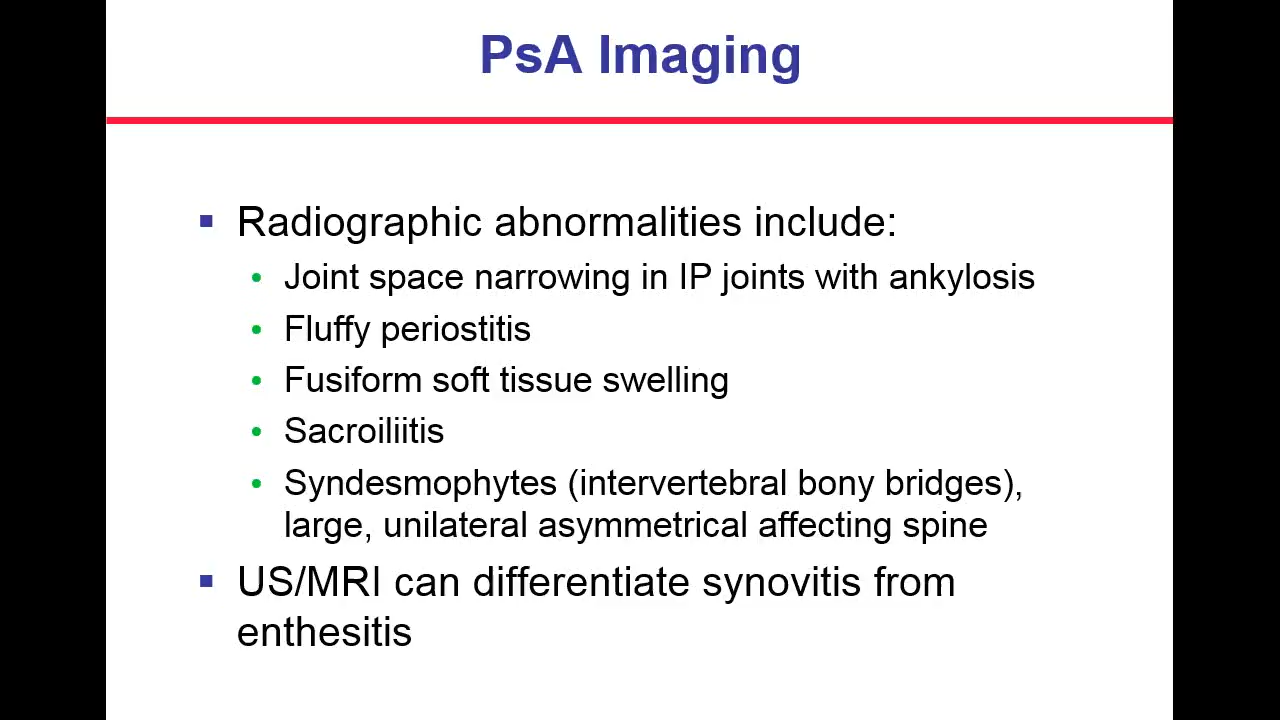 PsA Imaging
Radiographic abnormalities include:
Joint space narrowing in IP joints with ankylosis
Fluffy periostitis
Fusiform soft tissue swelling
Sacroiliitis
Syndesmophytes (intervertebral bony bridges),
large, unilateral asymmetrical affecting spine
US/MRI can differentiate synovitis from
enthesitis